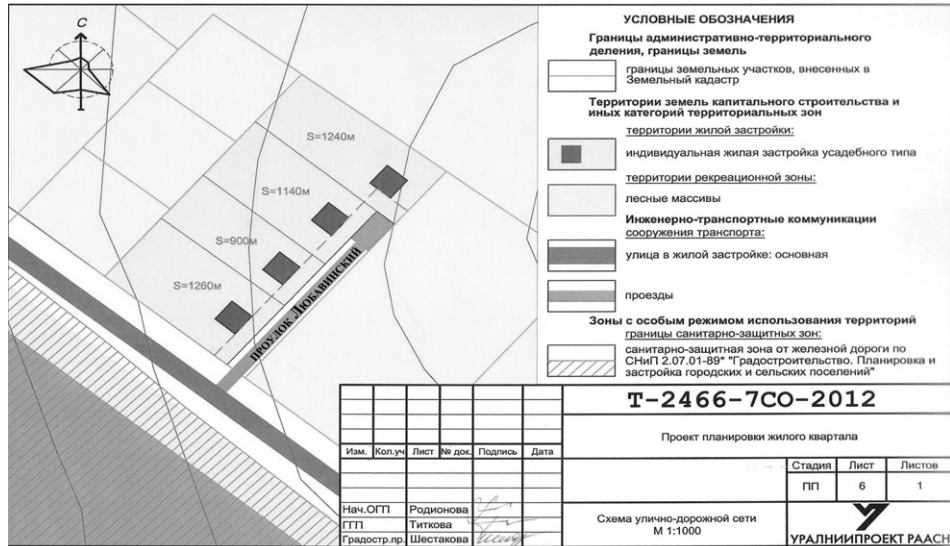 С
S=1240м
S=1140м
S=900м
S=1260м
ПРОУЛОК ЛЮБАВИНСКИЙ
УСЛОВНЫЕ ОБОЗНАЧЕНИЯ
Границы административно-территориального
деления, границы земель
границы земельных участков, внесенных в
Земельный кадастр
Территории земель капитального строительства и
иных категорий территориальных зон
территории жилой застройки:
индивидуальная жилая застройка усадебного типа
территории рекреационной зоны:
лесные массивы
Инженерно-транспортные коммуникации
сооружения транспорта:
улица в жилой застройке: основная
проезды
Зоны с особым режимом использования территорий
границы санитарно-защитных зон:
санитарно-защитная зона от железной дороги по
СНиП 2.07.01-89* "Градостроительство. Планировка и
застройка городских и сельских поселений"
Т-2466-7СО-2012
Проект планировки жилого квартала
Изм. Кол.уч Лист № док. Подпись Дата
Стадия Лист Листов
ПП 6 1
Нач.ОГП Родионова
ГГП Титкова
Градостр.пр. Шестакова
Схема улично-дорожной сети
М 1:1000
УРАЛНИИПРОЕКТ РААСН